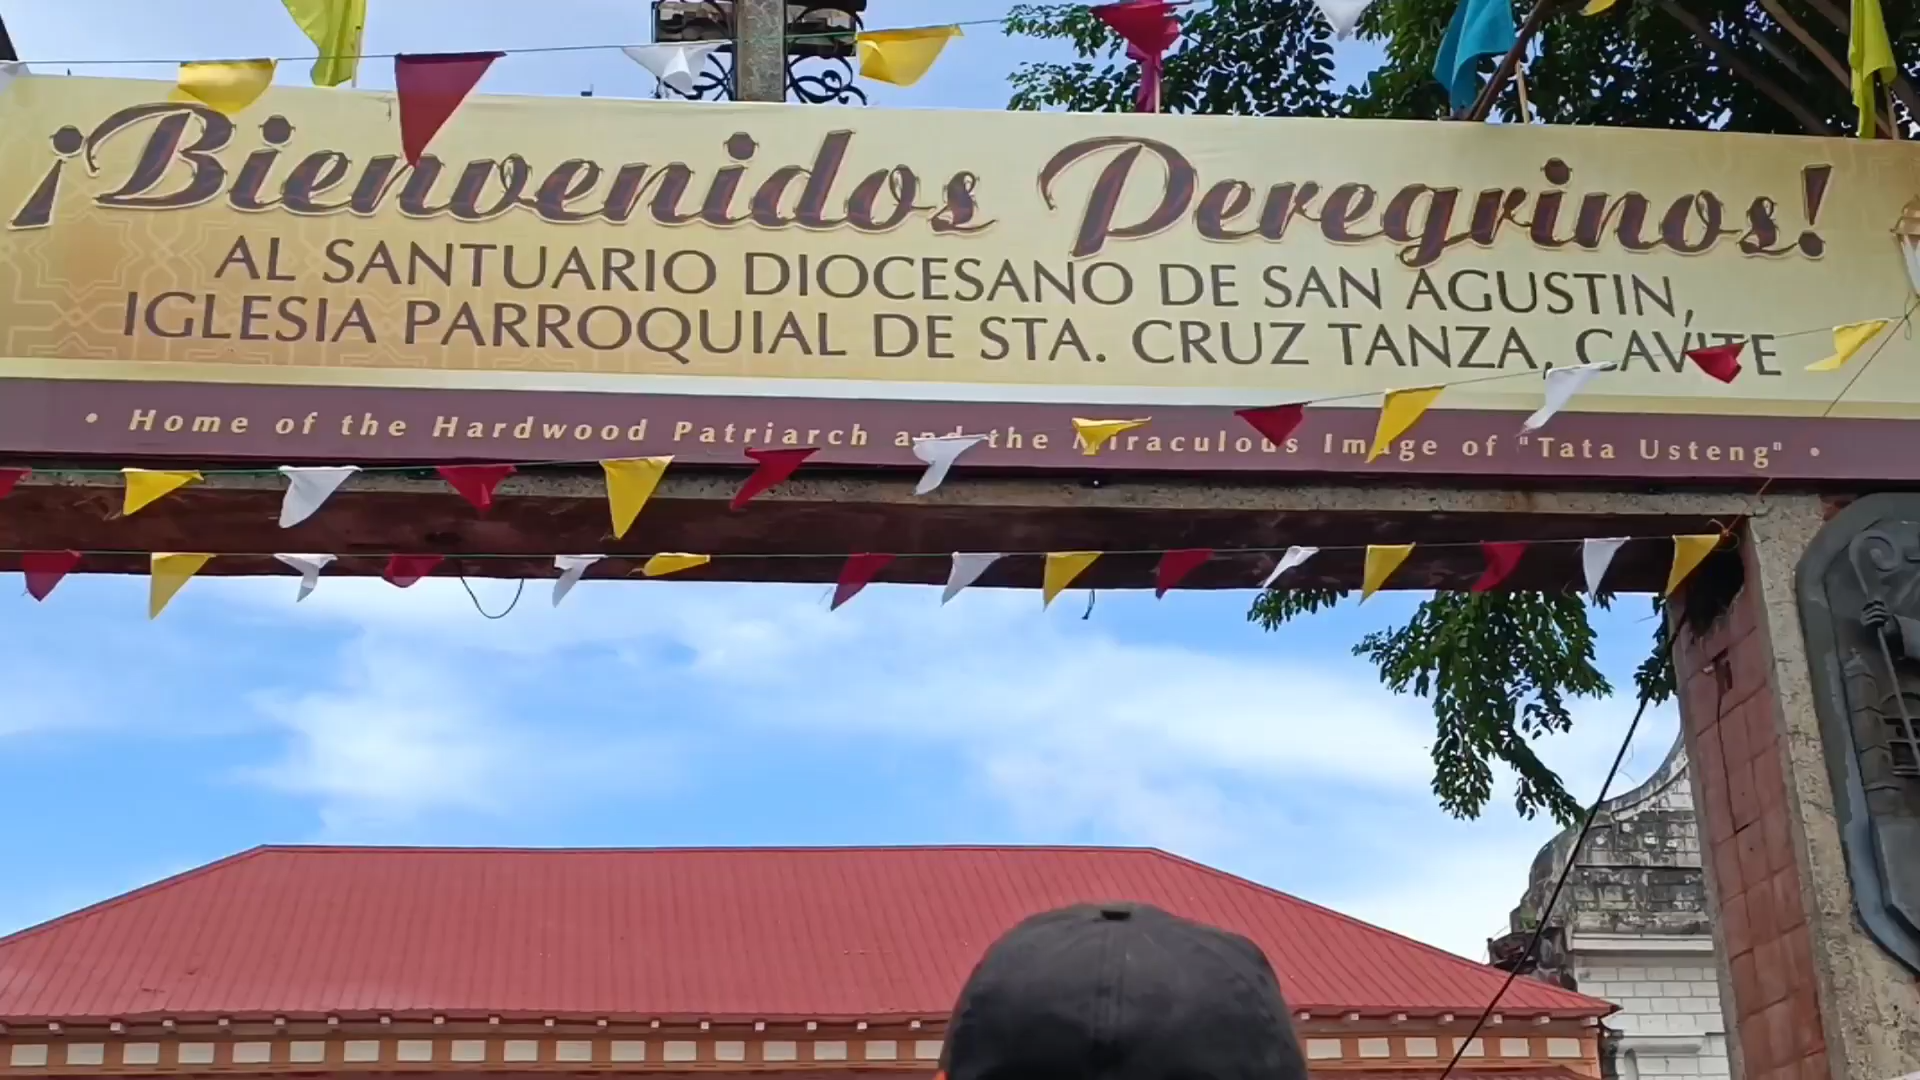 ¡Bienvenidos Peregrinos!
AL SANTUARIO DIOCESANO DE SAN AGUSTIN,
IGLESIA PARROQUIAL DE STA. CRUZ TANZA, CAVITE
• Home of the Hardwood Patriarch and the Miraculous Image of "Tata Usteng" •